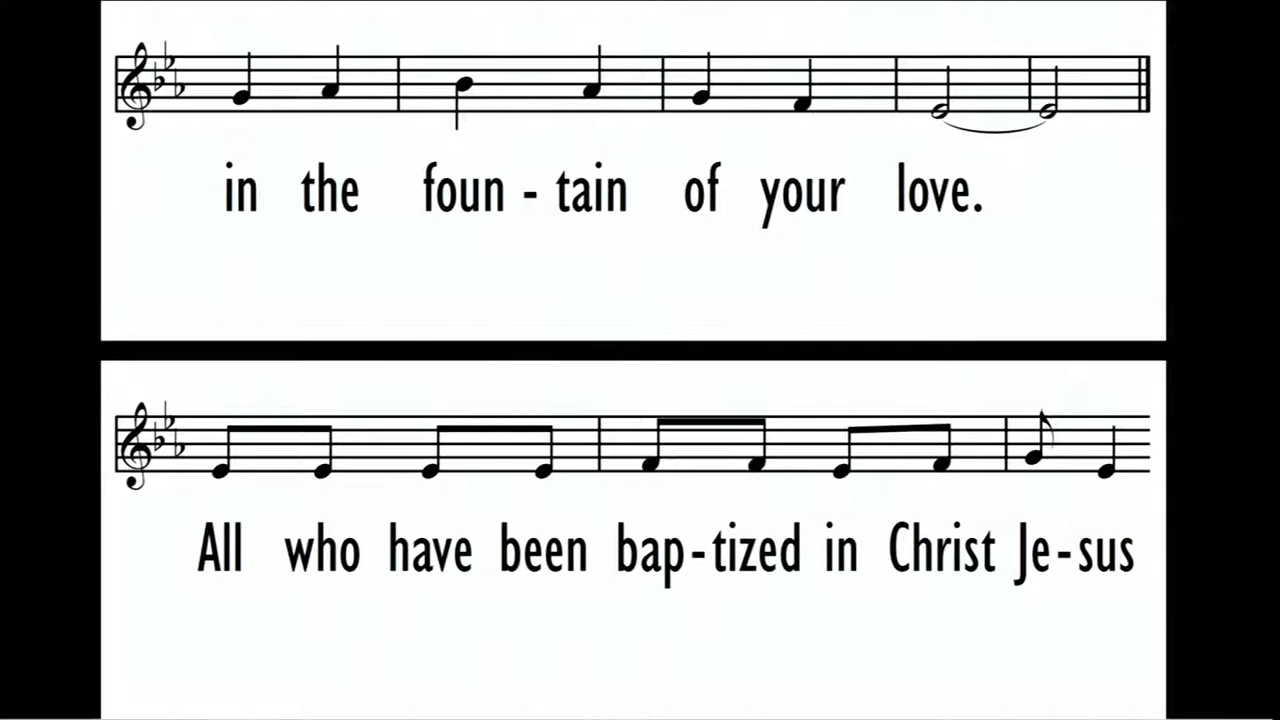 in the foun - tain of your love.
All who have been bap - tized in Christ Je - sus